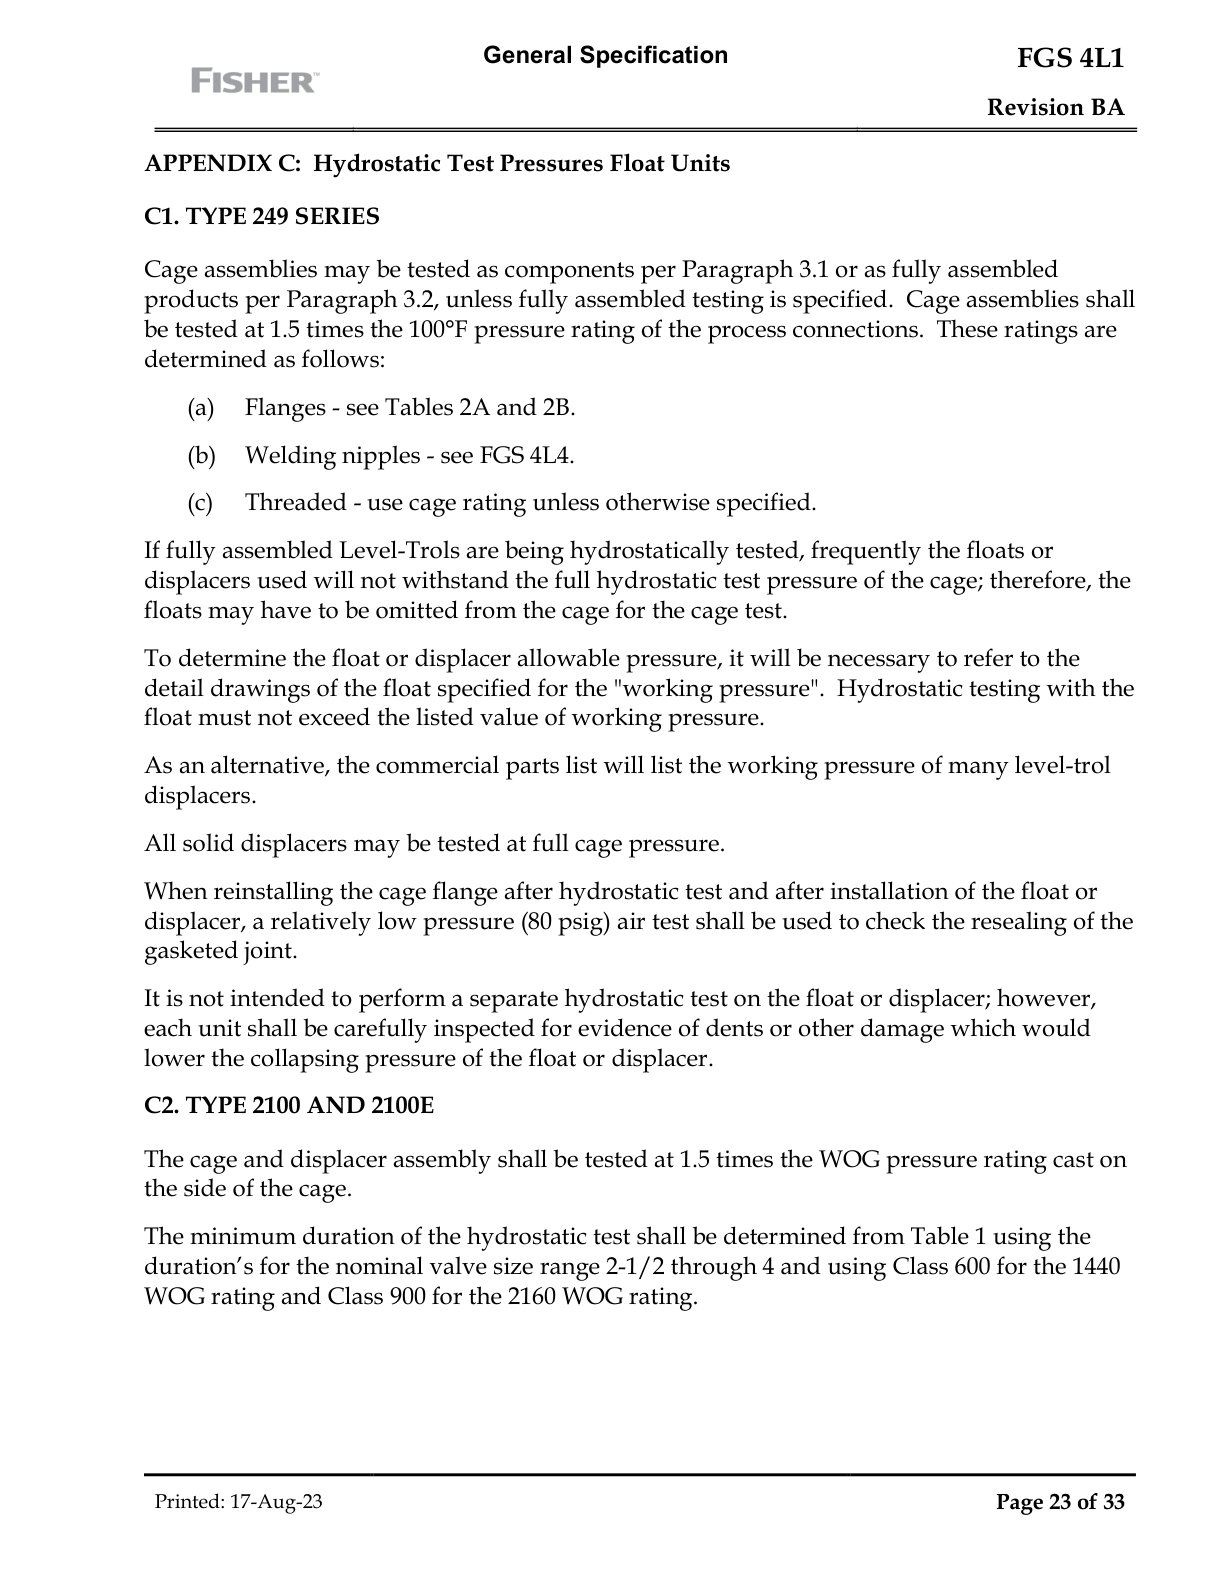 General Specification
FGS 4L1
FISHER™
Revision BA
APPENDIX C:  Hydrostatic Test Pressures Float Units
C1. TYPE 249 SERIES
Cage assemblies may be tested as components per Paragraph 3.1 or as fully assembled
products per Paragraph 3.2, unless fully assembled testing is specified.  Cage assemblies shall
be tested at 1.5 times the 100°F pressure rating of the process connections.  These ratings are
determined as follows:
(a) Flanges - see Tables 2A and 2B.
(b) Welding nipples - see FGS 4L4.
(c) Threaded - use cage rating unless otherwise specified.
If fully assembled Level-Trols are being hydrostatically tested, frequently the floats or
displacers used will not withstand the full hydrostatic test pressure of the cage; therefore, the
floats may have to be omitted from the cage for the cage test.
To determine the float or displacer allowable pressure, it will be necessary to refer to the
detail drawings of the float specified for the "working pressure".  Hydrostatic testing with the
float must not exceed the listed value of working pressure.
As an alternative, the commercial parts list will list the working pressure of many level-trol
displacers.
All solid displacers may be tested at full cage pressure.
When reinstalling the cage flange after hydrostatic test and after installation of the float or
displacer, a relatively low pressure (80 psig) air test shall be used to check the resealing of the
gasketed joint.
It is not intended to perform a separate hydrostatic test on the float or displacer; however,
each unit shall be carefully inspected for evidence of dents or other damage which would
lower the collapsing pressure of the float or displacer.
C2. TYPE 2100 AND 2100E
The cage and displacer assembly shall be tested at 1.5 times the WOG pressure rating cast on
the side of the cage.
The minimum duration of the hydrostatic test shall be determined from Table 1 using the
duration’s for the nominal valve size range 2-1/2 through 4 and using Class 600 for the 1440
WOG rating and Class 900 for the 2160 WOG rating.
Printed: 17-Aug-23
Page 23 of 33